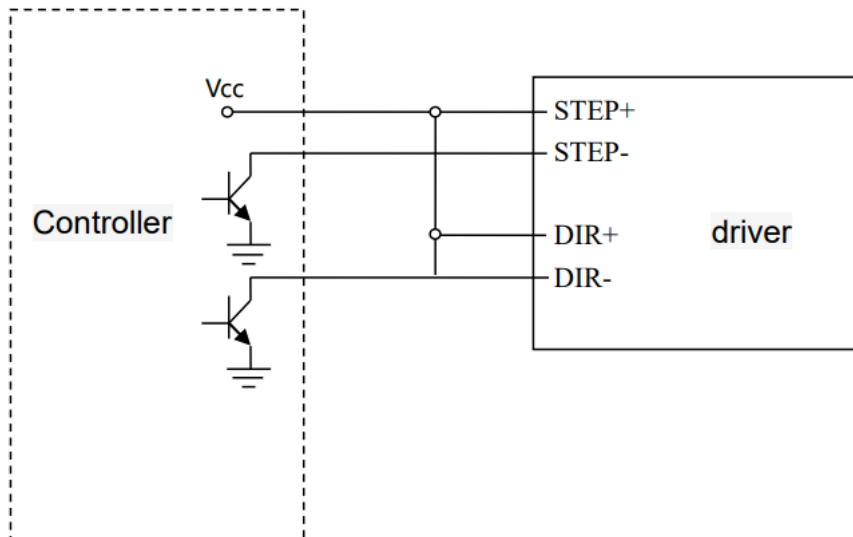 Vcc
STEP+
STEP-
Controller
DIR+
driver
DIR-